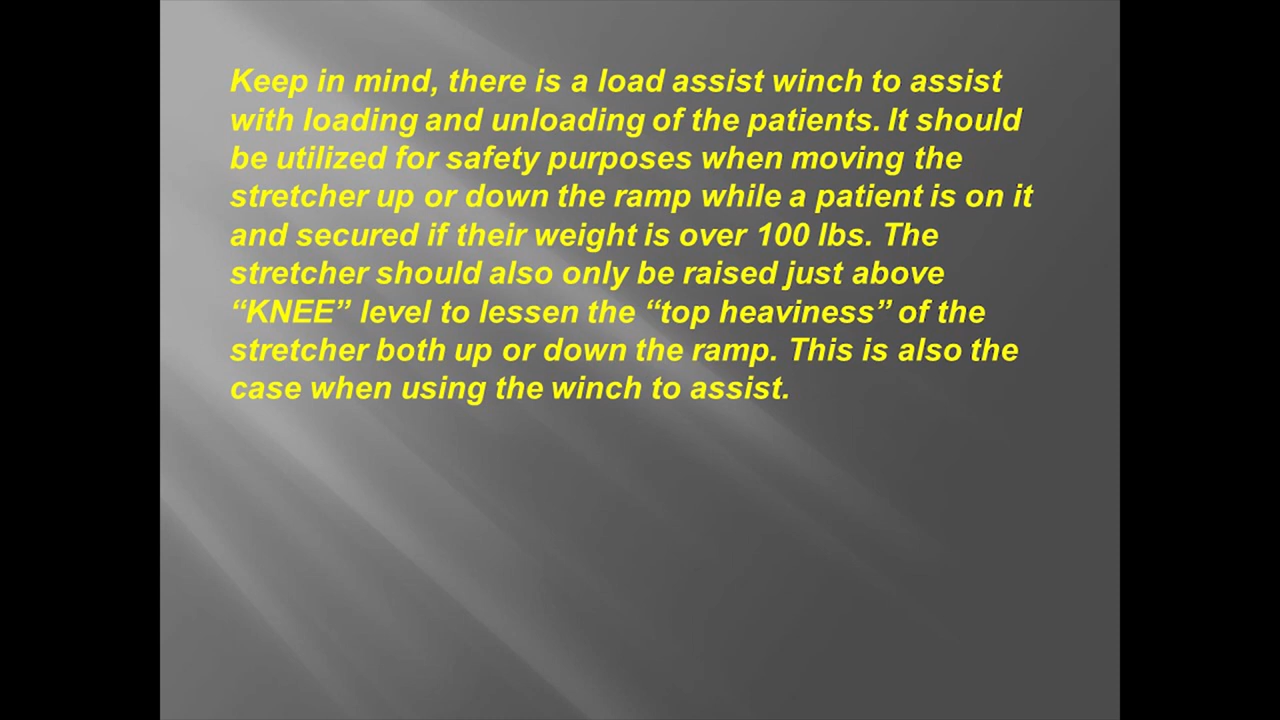 Keep in mind, there is a load assist winch to assist
with loading and unloading of the patients. It should
be utilized for safety purposes when moving the
stretcher up or down the ramp while a patient is on it
and secured if their weight is over 100 lbs. The
stretcher should also only be raised just above
“KNEE” level to lessen the “top heaviness” of the
stretcher both up or down the ramp. This is also the
case when using the winch to assist.